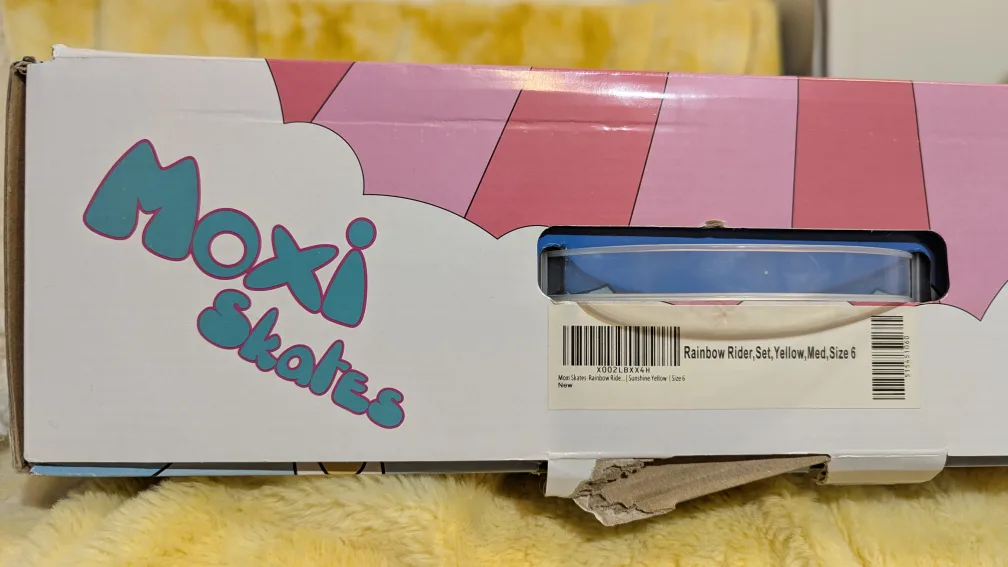 Moxi
Skates
Rainbow Rider,Set,Yellow,Med,Size 6
X002LBXX4H
Moxi Skates-Rainbow Ride... | Sunshine Yellow | Size 6
New